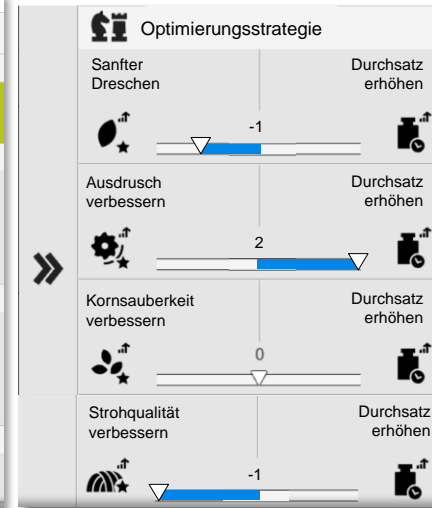 Optimierungsstrategie
Sanfter
Dreschen
Durchsatz
erhöhen
-1
Ausdrusch
verbessern
Durchsatz
erhöhen
2
Kornsauberkeit
verbessern
Durchsatz
erhöhen
0
Strohqualität
verbessern
Durchsatz
erhöhen
-1